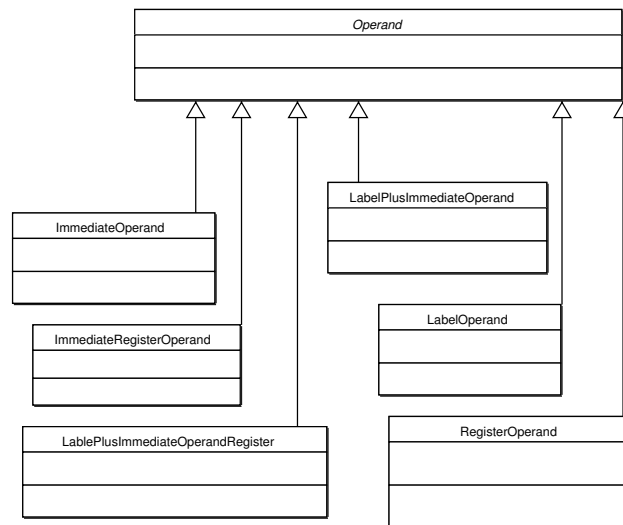 Operand
LabelPlusImmediateOperand
ImmediateOperand
LabelOperand
ImmediateRegisterOperand
LablePlusImmediateOperandRegister
RegisterOperand